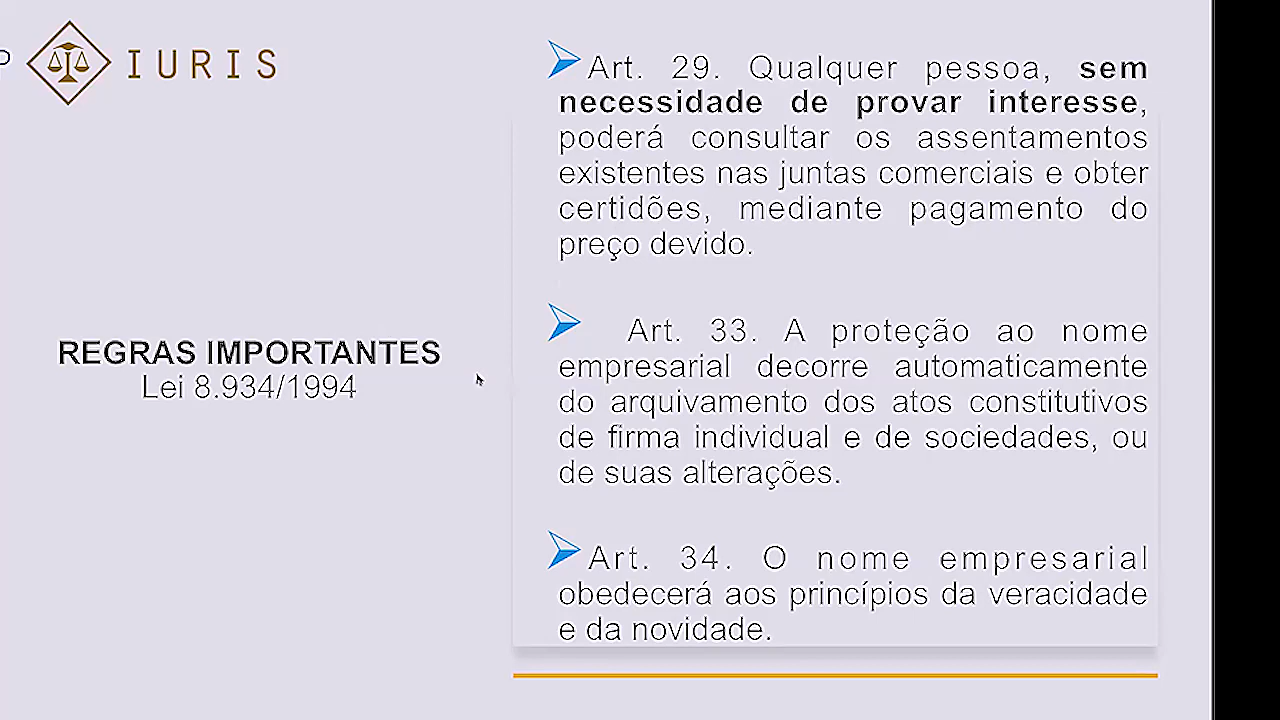 P IURIS
REGRAS IMPORTANTES
Lei 8.934/1994
Art. 29. Qualquer pessoa, sem
necessidade de provar interesse,
poderá consultar os assentamentos
existentes nas juntas comerciais e obter
certidões, mediante pagamento do
preço devido.
Art. 33. A proteção ao nome
empresarial decorre automaticamente
do arquivamento dos atos constitutivos
de firma individual e de sociedades, ou
de suas alterações.
Art. 34. O nome empresarial
obedecerá aos princípios da veracidade
e da novidade.